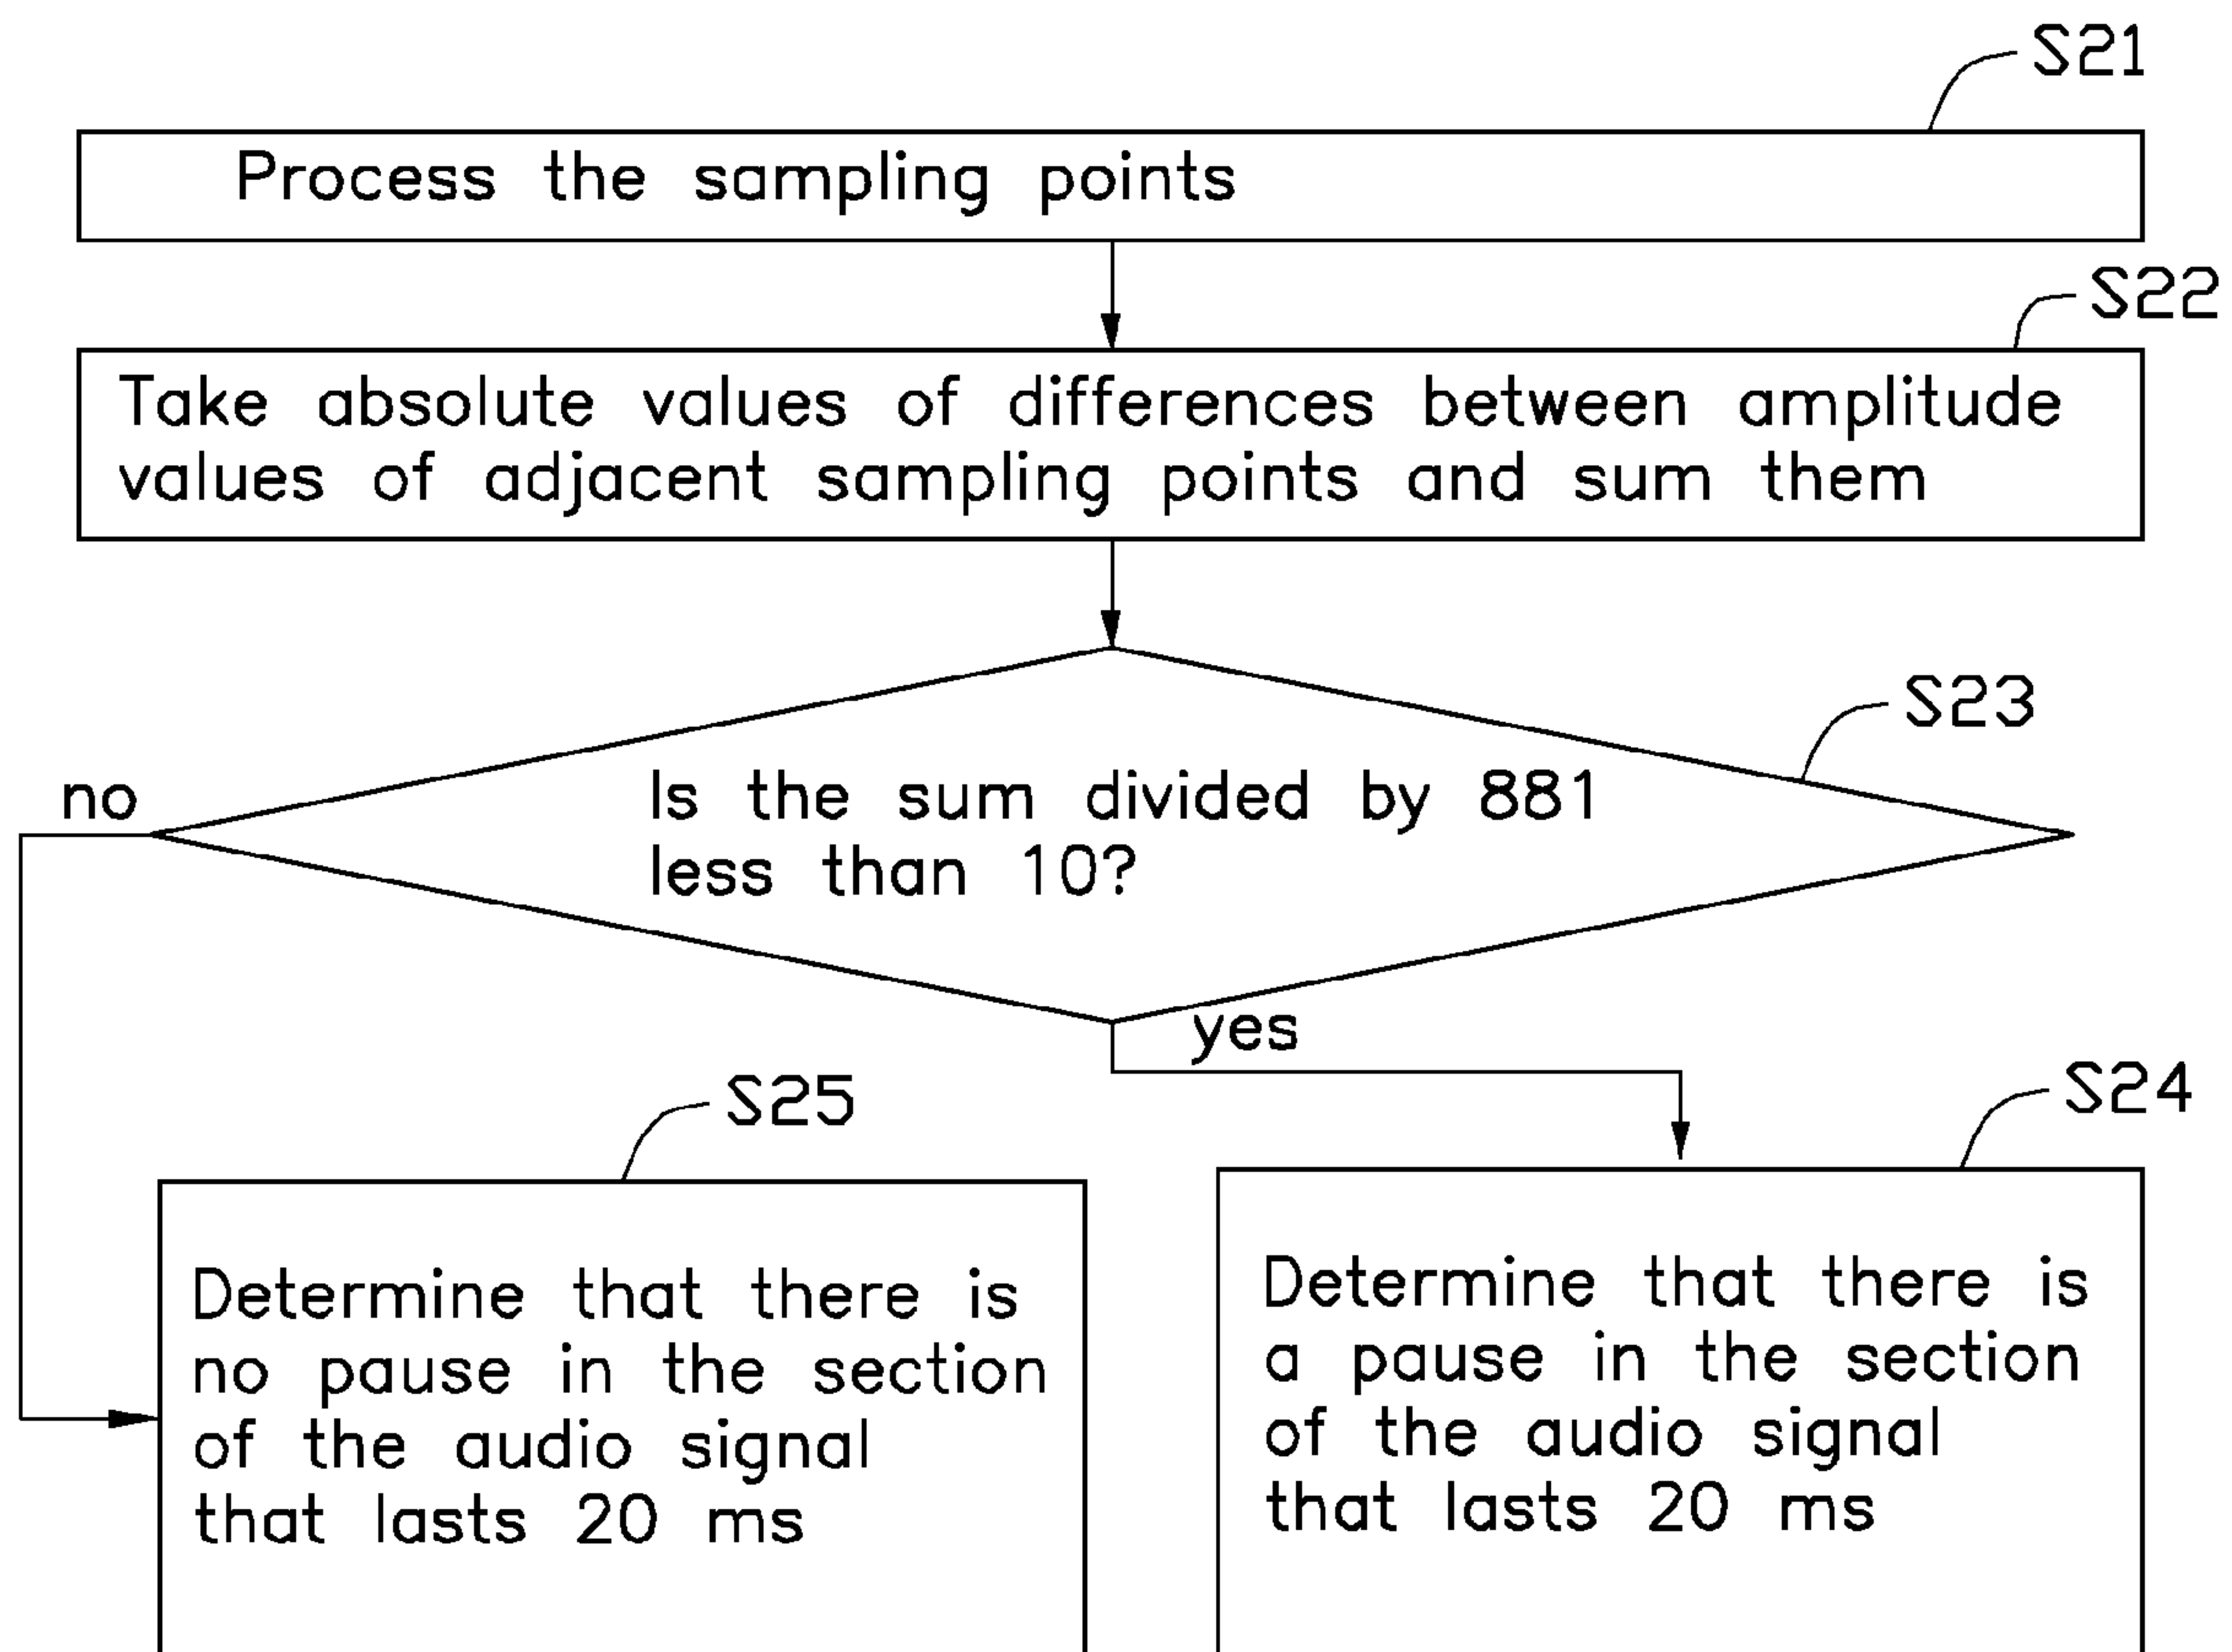 S21
Process the sampling points
S22
Take absolute values of differences between amplitude
values of adjacent sampling points and sum them
S23
no
Is the sum divided by 881
less than 10?
yes
S25
S24
Determine that there is
no pause in the section
of the audio signal
that lasts 20 ms
Determine that there is
a pause in the section
of the audio signal
that lasts 20 ms